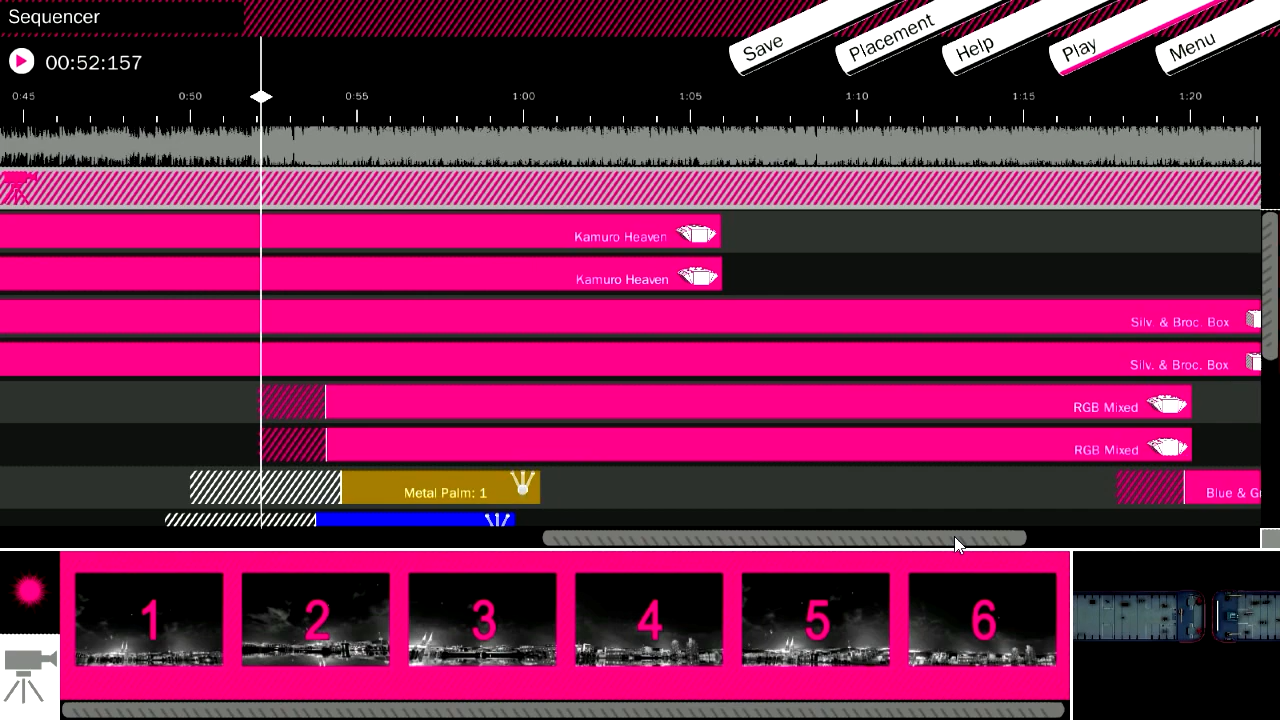 Sequencer
Save
Placement
Help
Play
Menu
00:52:157
0:45
0:50
0:55
1:00
1:05
1:10
1:15
1:20
Kamuro Heaven
Kamuro Heaven
Silv. & Broc. Box
Silv. & Broc. Box
RGB Mixed
RGB Mixed
Metal Palm: 1
Blue &
1
2
3
4
5
6